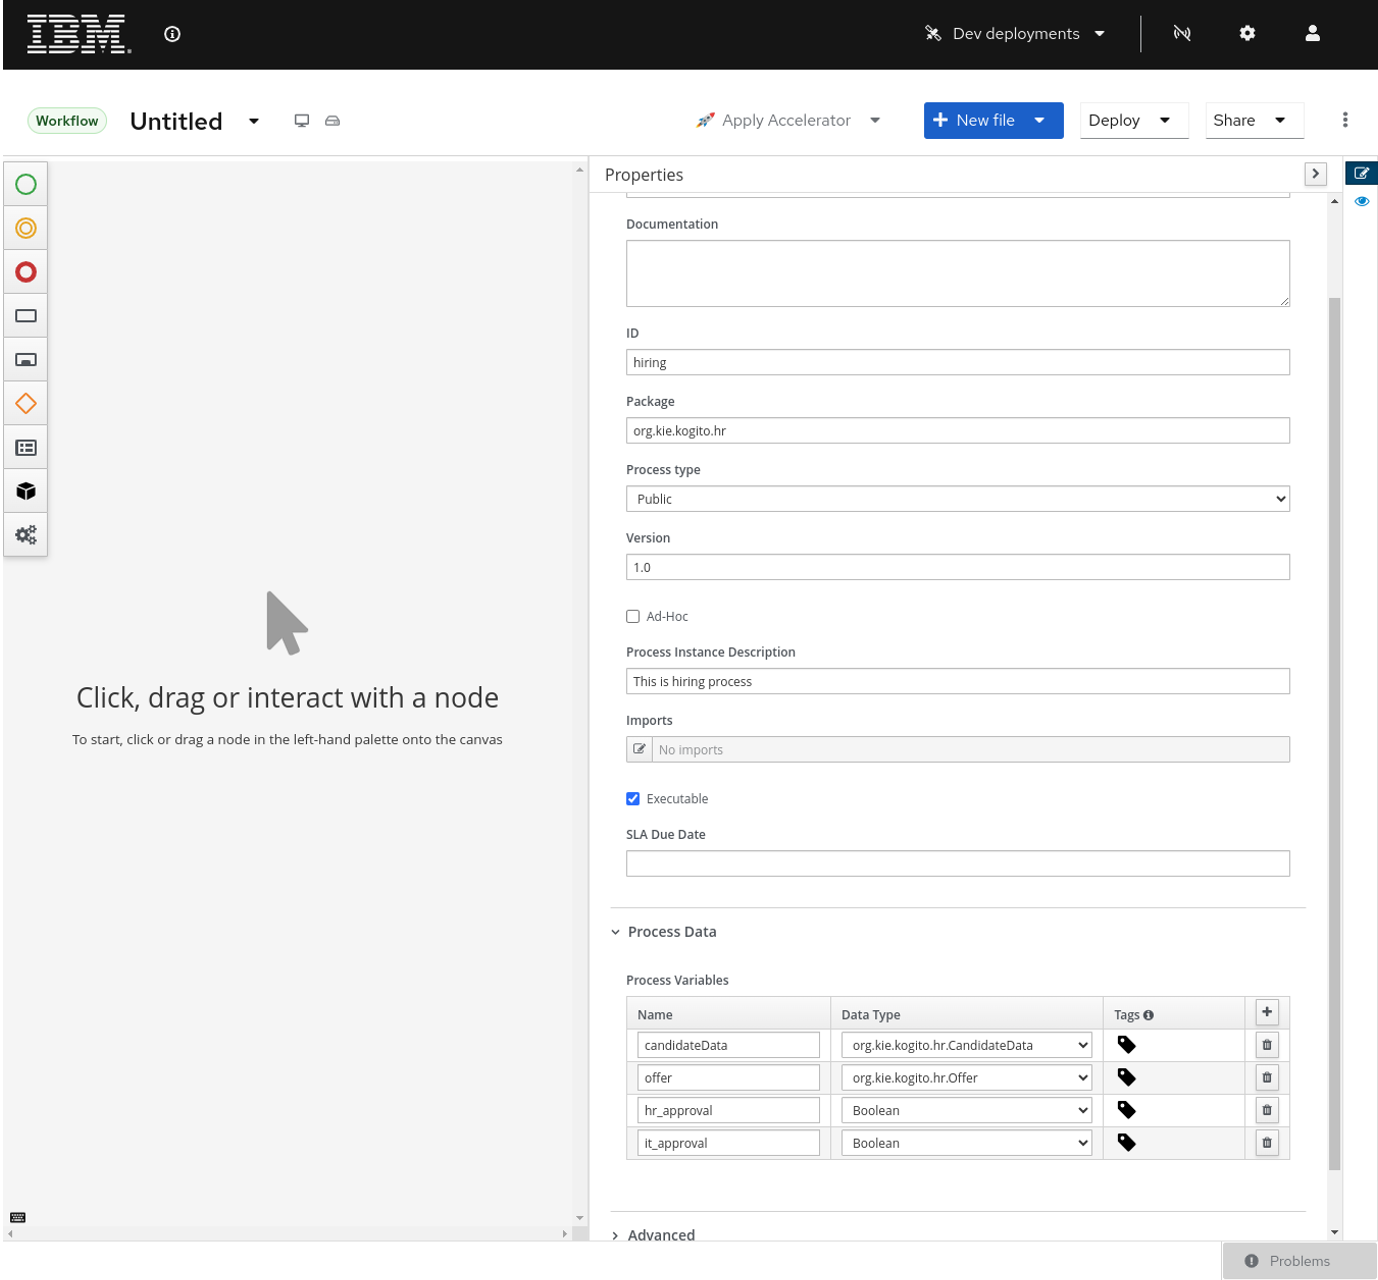 IBM
Dev deployments
Workflow
Untitled
Apply Accelerator
New file
Deploy
Share
Properties
Documentation
ID
hiring
Package
org.kie.kogito.hr
Process type
Public
Version
1.0
Ad-Hoc
Process Instance Description
This is hiring process
Imports
No imports
Executable
SLA Due Date
Click, drag or interact with a node
To start, click or drag a node in the left-hand palette onto the canvas
Process Data
Process Variables
Name Data Type Tags
candidateData org.kie.kogito.hr.CandidateData
offer org.kie.kogito.hr.Offer
hr_approval Boolean
it_approval Boolean
Advanced
Problems